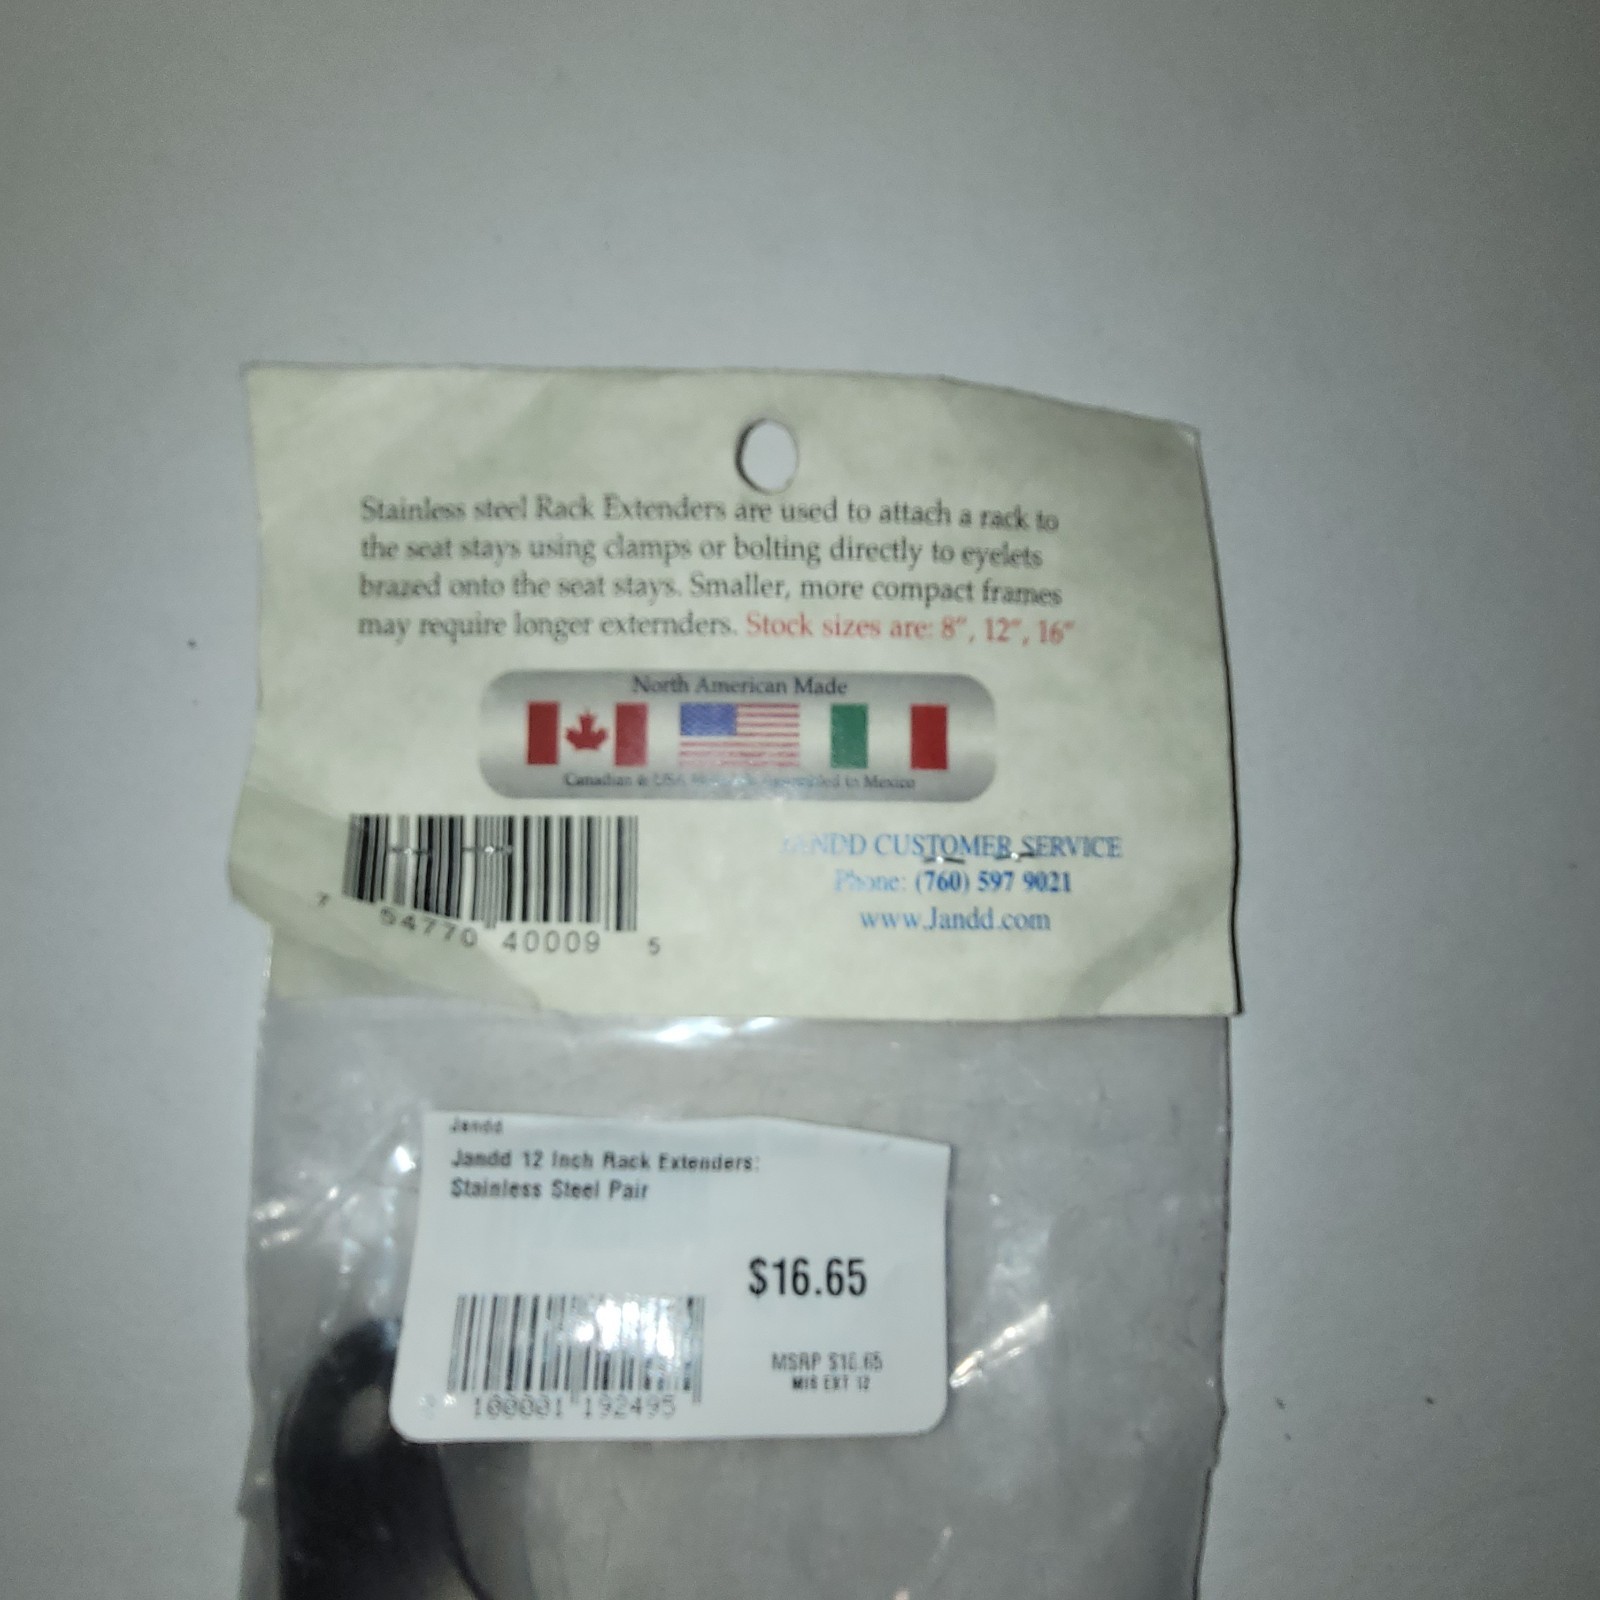 Stainless steel Rack Extenders are used to attach a rack to
the seat stays using clamps or bolting directly to eyelets
brazed onto the seat stays. Smaller, more compact frames
may require longer externders. Stock sizes are: 8", 12", 16"
North American Made
Canadian & USA assembled in Mexico
7 54770 40009 5
JANDD CUSTOMER SERVICE
Phone: (760) 597 9021
www.Jandd.com
Jandd
Jandd 12 Inch Rack Extenders:
Stainless Steel Pair
$16.65
MSRP $16.65
MIS EXT 12
100001 192495